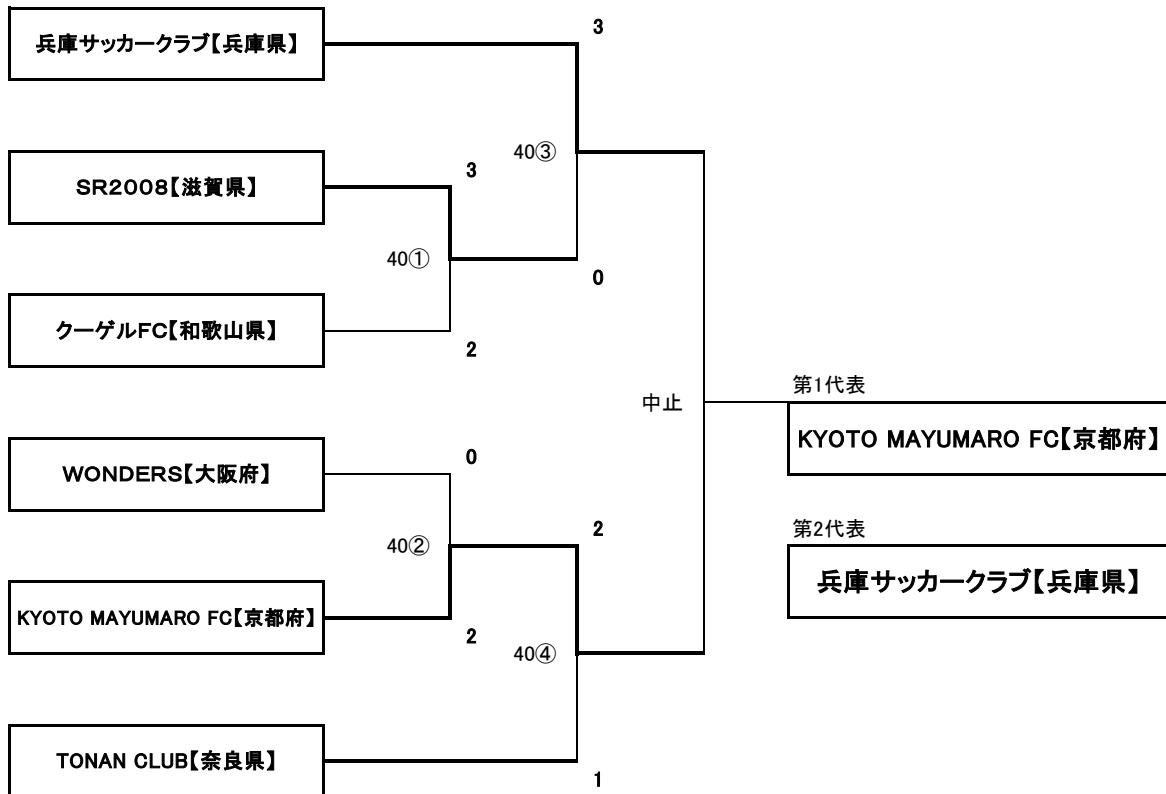 兵庫サッカークラブ【兵庫県】
3
40③
SR2008【滋賀県】
3
40①
0
クーゲルFC【和歌山県】
2
第1代表
中止
KYOTO MAYUMARO FC【京都府】
WONDERS【大阪府】
0
2
第2代表
40②
兵庫サッカークラブ【兵庫県】
KYOTO MAYUMARO FC【京都府】
2
40④
TONAN CLUB【奈良県】
1